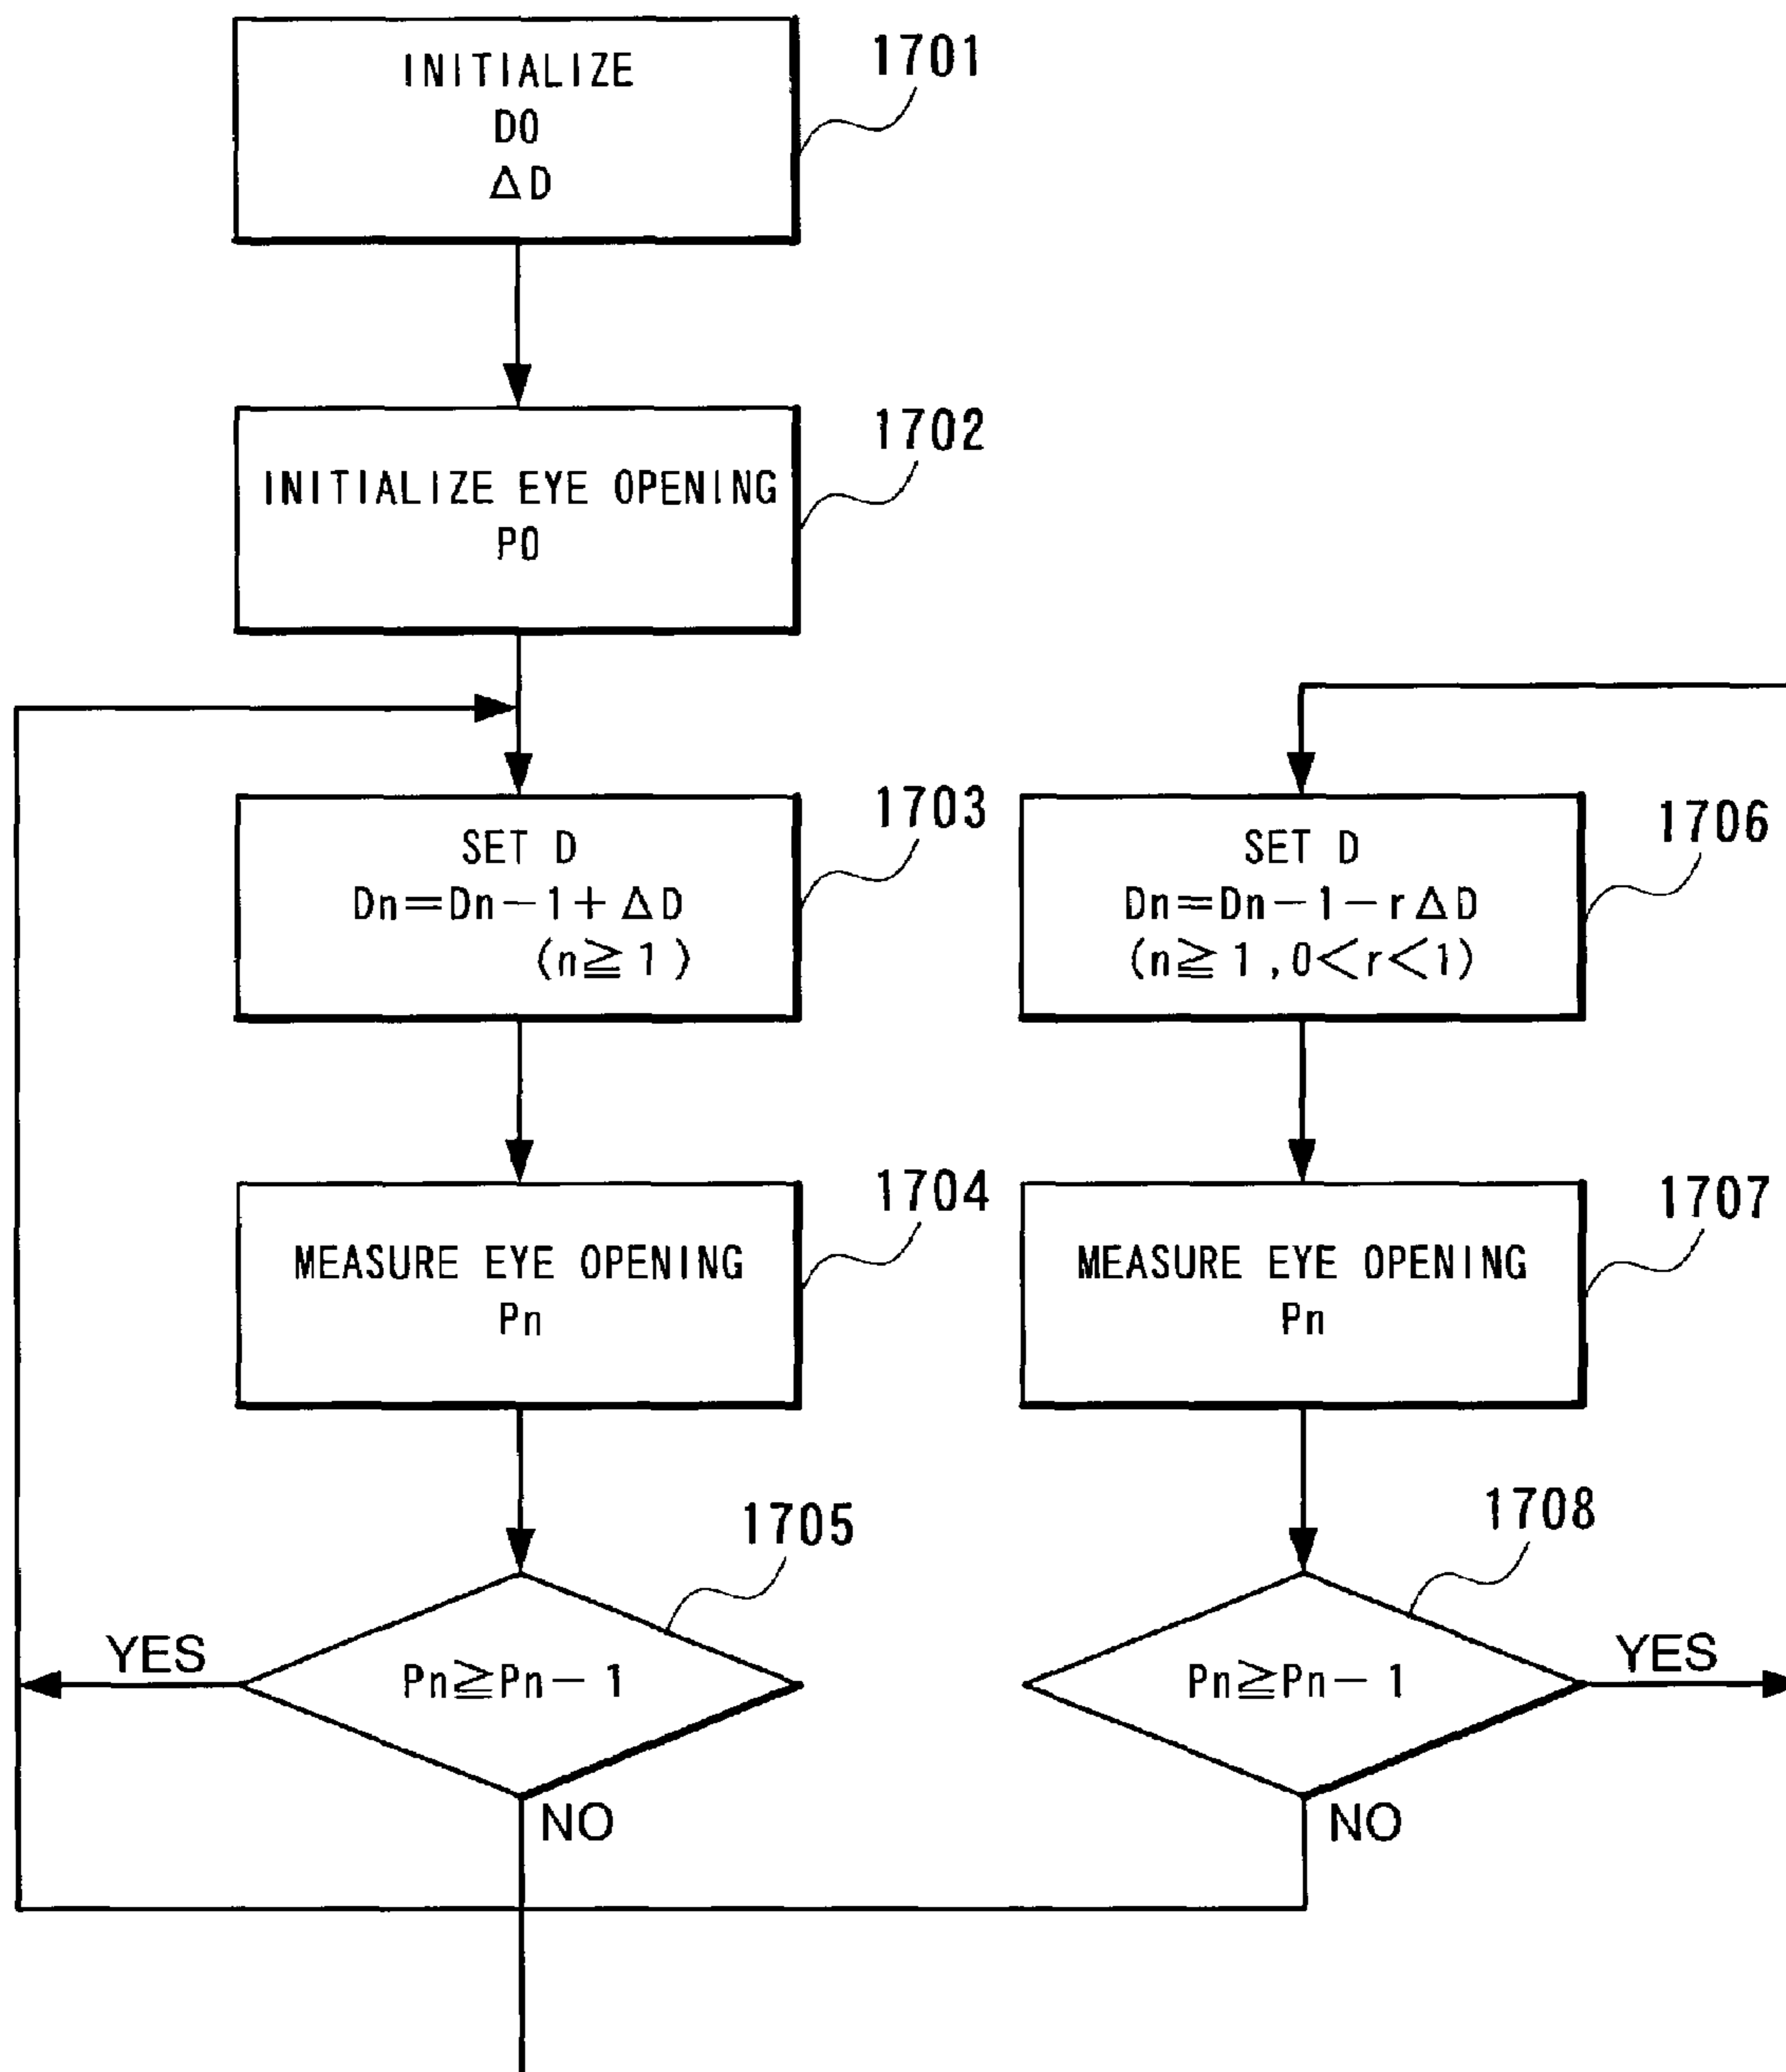 INITIALIZE
D0
ΔD
1701
INITIALIZE EYE OPENING
P0
1702
SET D
Dn=Dn-1+ΔD
(n≧1)
1703
MEASURE EYE OPENING
Pn
1704
Pn≧Pn-1
1705
YES
NO
SET D
Dn=Dn-1-rΔD
(n≧1,0<r<1)
1706
MEASURE EYE OPENING
Pn
1707
Pn≧Pn-1
1708
YES
NO